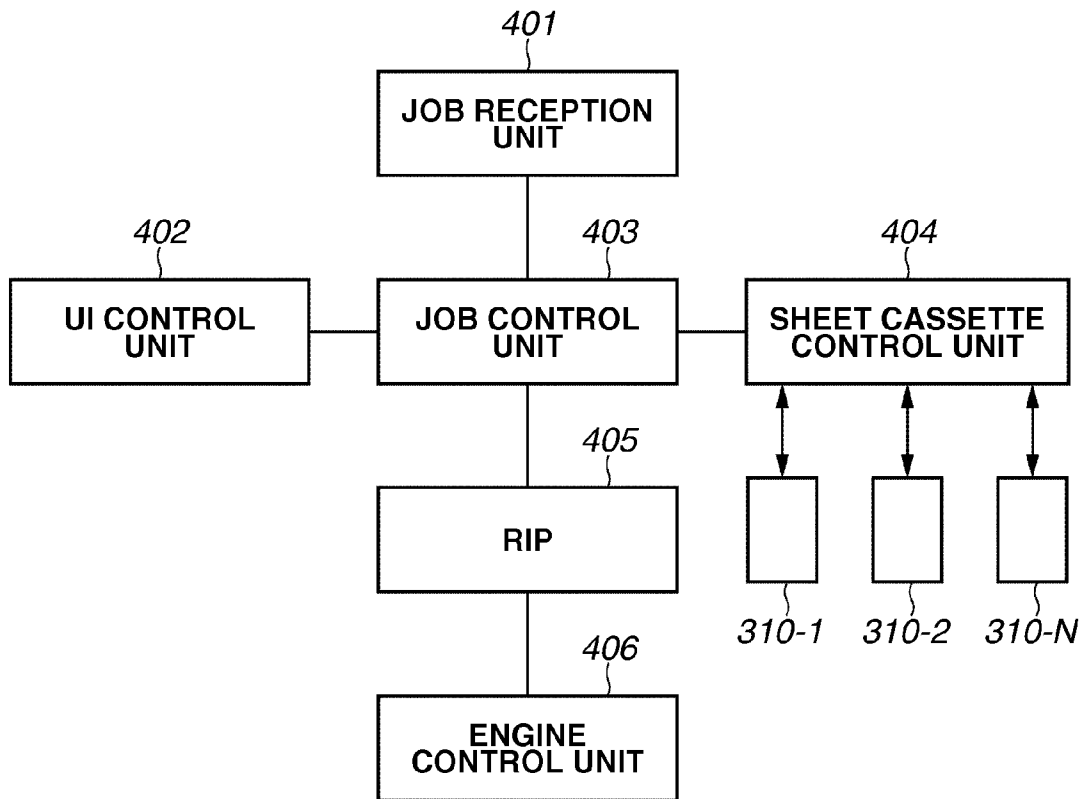 401
JOB RECEPTION
UNIT
402
403
404
UI CONTROL
UNIT
JOB CONTROL
UNIT
SHEET CASSETTE
CONTROL UNIT
405
RIP
310-1
310-2
310-N
406
ENGINE
CONTROL UNIT